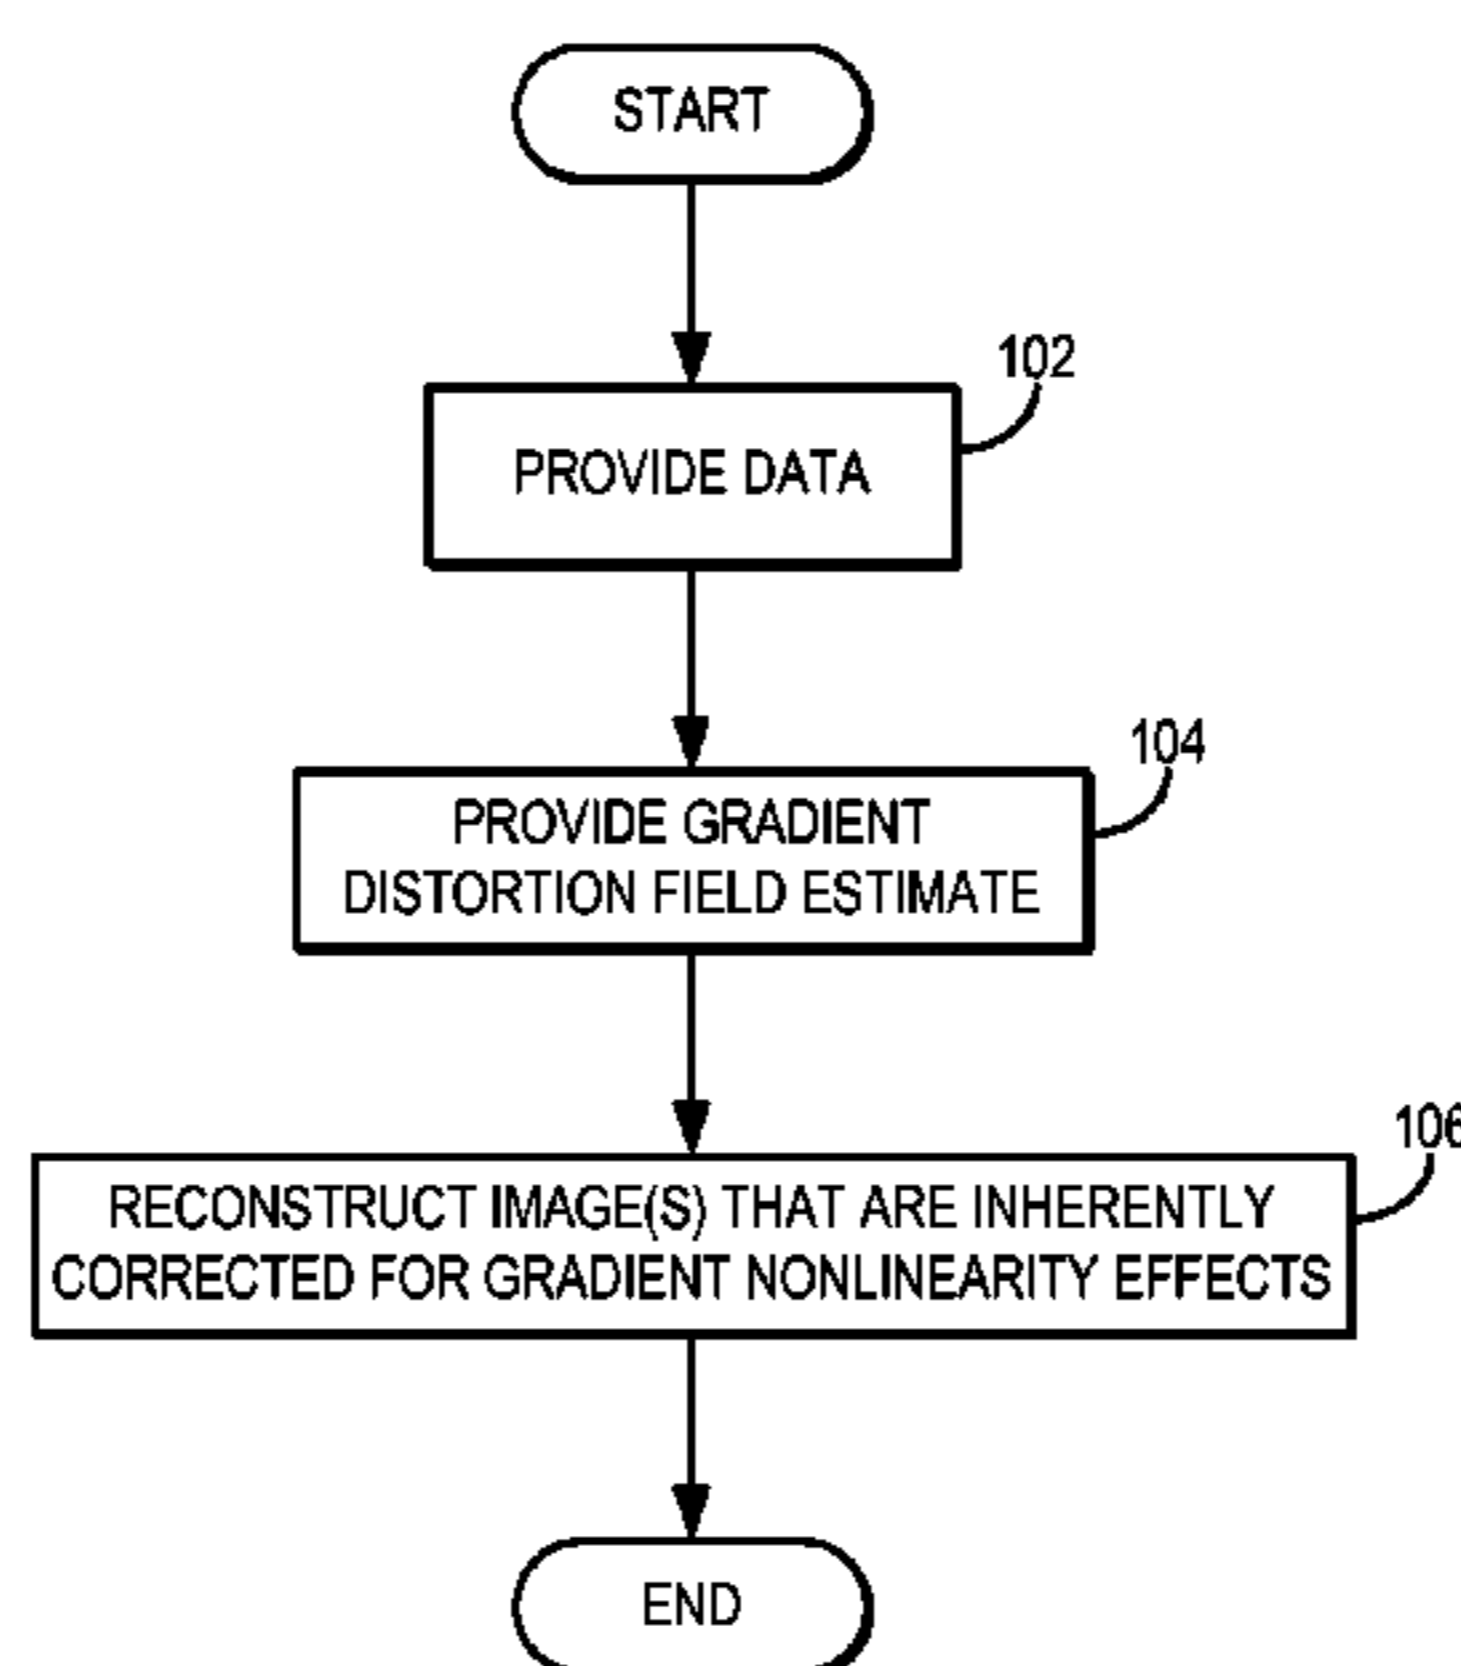 START
102
PROVIDE DATA
104
PROVIDE GRADIENT
DISTORTION FIELD ESTIMATE
106
RECONSTRUCT IMAGE(S) THAT ARE INHERENTLY
CORRECTED FOR GRADIENT NONLINEARITY EFFECTS
END